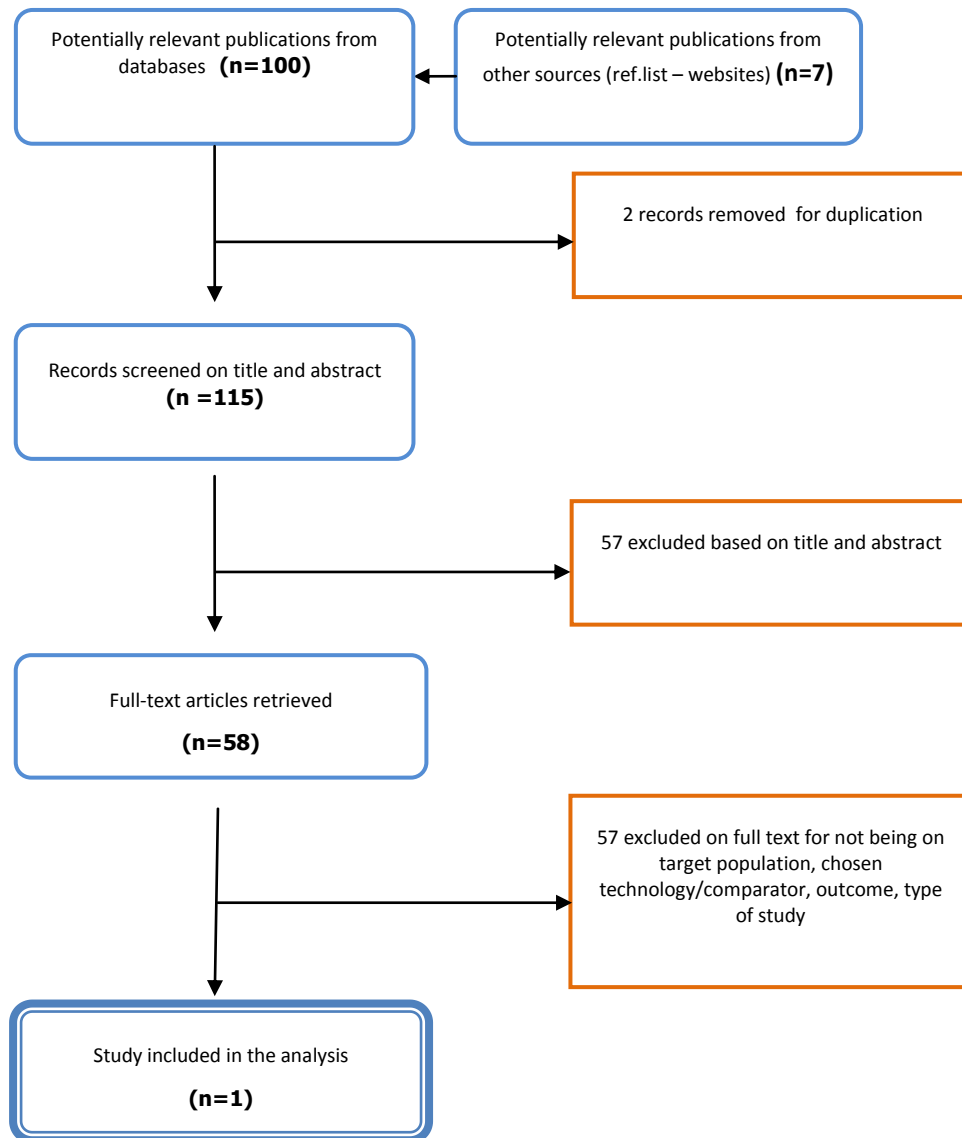 Potentially relevant publications from
databases (n=100)
Potentially relevant publications from
other sources (ref.list – websites) (n=7)
2 records removed for duplication
Records screened on title and abstract
(n =115)
57 excluded based on title and abstract
Full-text articles retrieved
(n=58)
57 excluded on full text for not being on
target population, chosen
technology/comparator, outcome, type
of study
Study included in the analysis
(n=1)